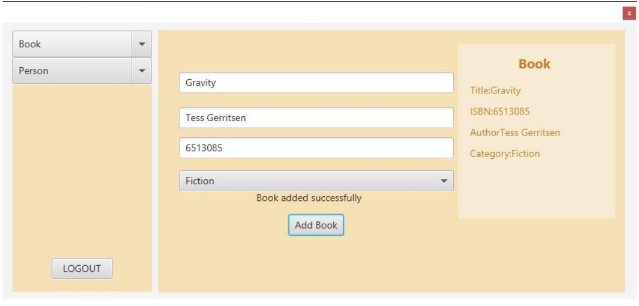 x
Book
Person
LOGOUT
Gravity
Tess Gerritsen
6513085
Fiction
Book added successfully
Add Book
Book
Title:Gravity
ISBN:6513085
AuthorTess Gerritsen
Category:Fiction